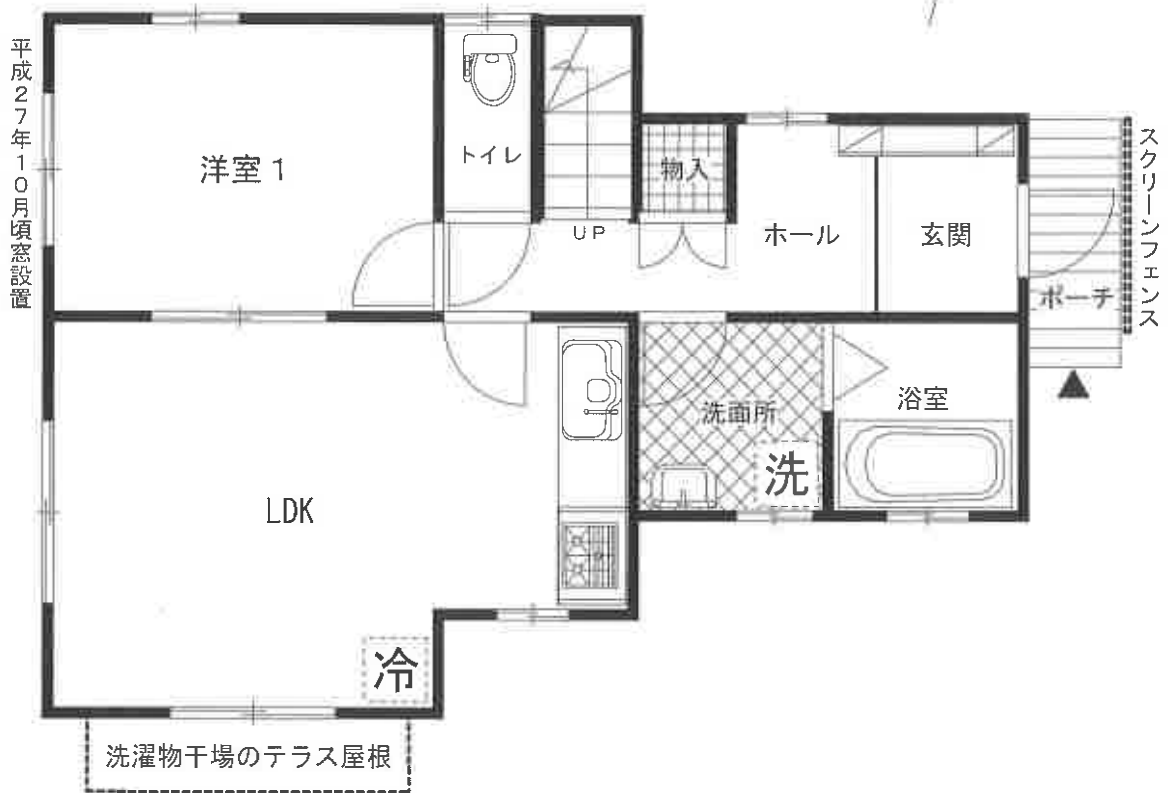 平成27年10月頃窓設置
洋室1
トイレ
UP
物入
ホール
玄関
ポーチ
スクリーンフェンス
LDK
洗面所
洗
浴室
冷
洗濯物干場のテラス屋根